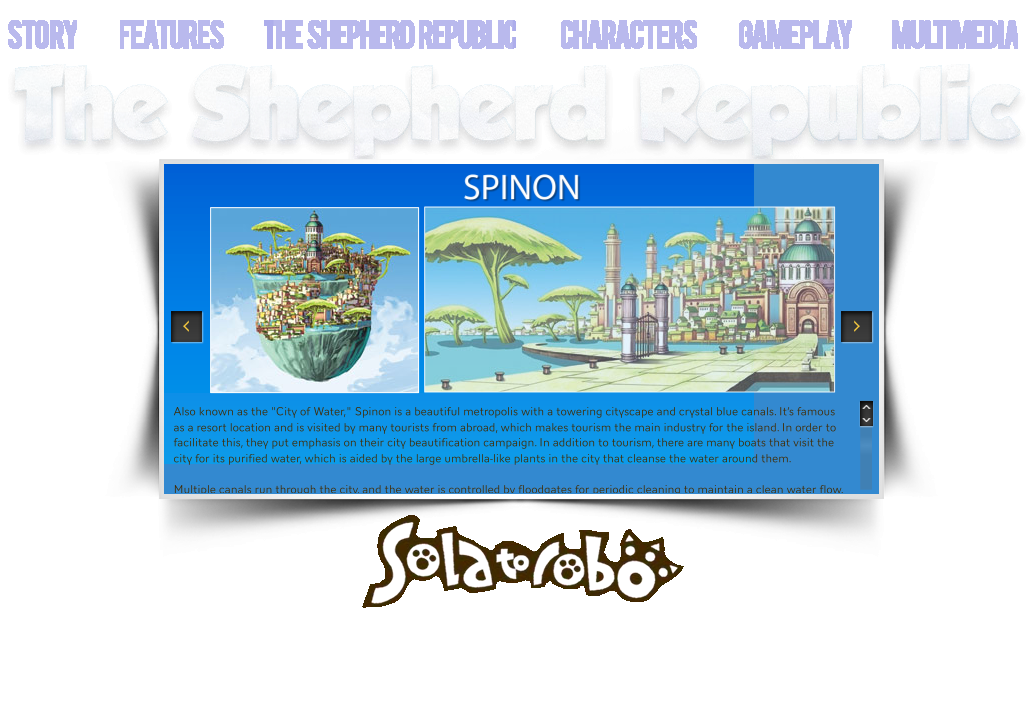 STORY FEATURES THE SHEPHERD REPUBLIC CHARACTERS GAMEPLAY MULTIMEDIA
The Shepherd Republic
SPINON
Also known as the "City of Water," Spinon is a beautiful metropolis with a towering cityscape and crystal blue canals. It's famous
as a resort location and is visited by many tourists from abroad, which makes tourism the main industry for the island. In order to
facilitate this, they put emphasis on their city beautification campaign. In addition to tourism, there are many boats that visit the
city for its purified water, which is aided by the large umbrella-like plants in the city that cleanse the water around them.
Multiple canals run through the city, and the water is controlled by floodgates for periodic cleaning to maintain a clean water flow.
Solatorobo